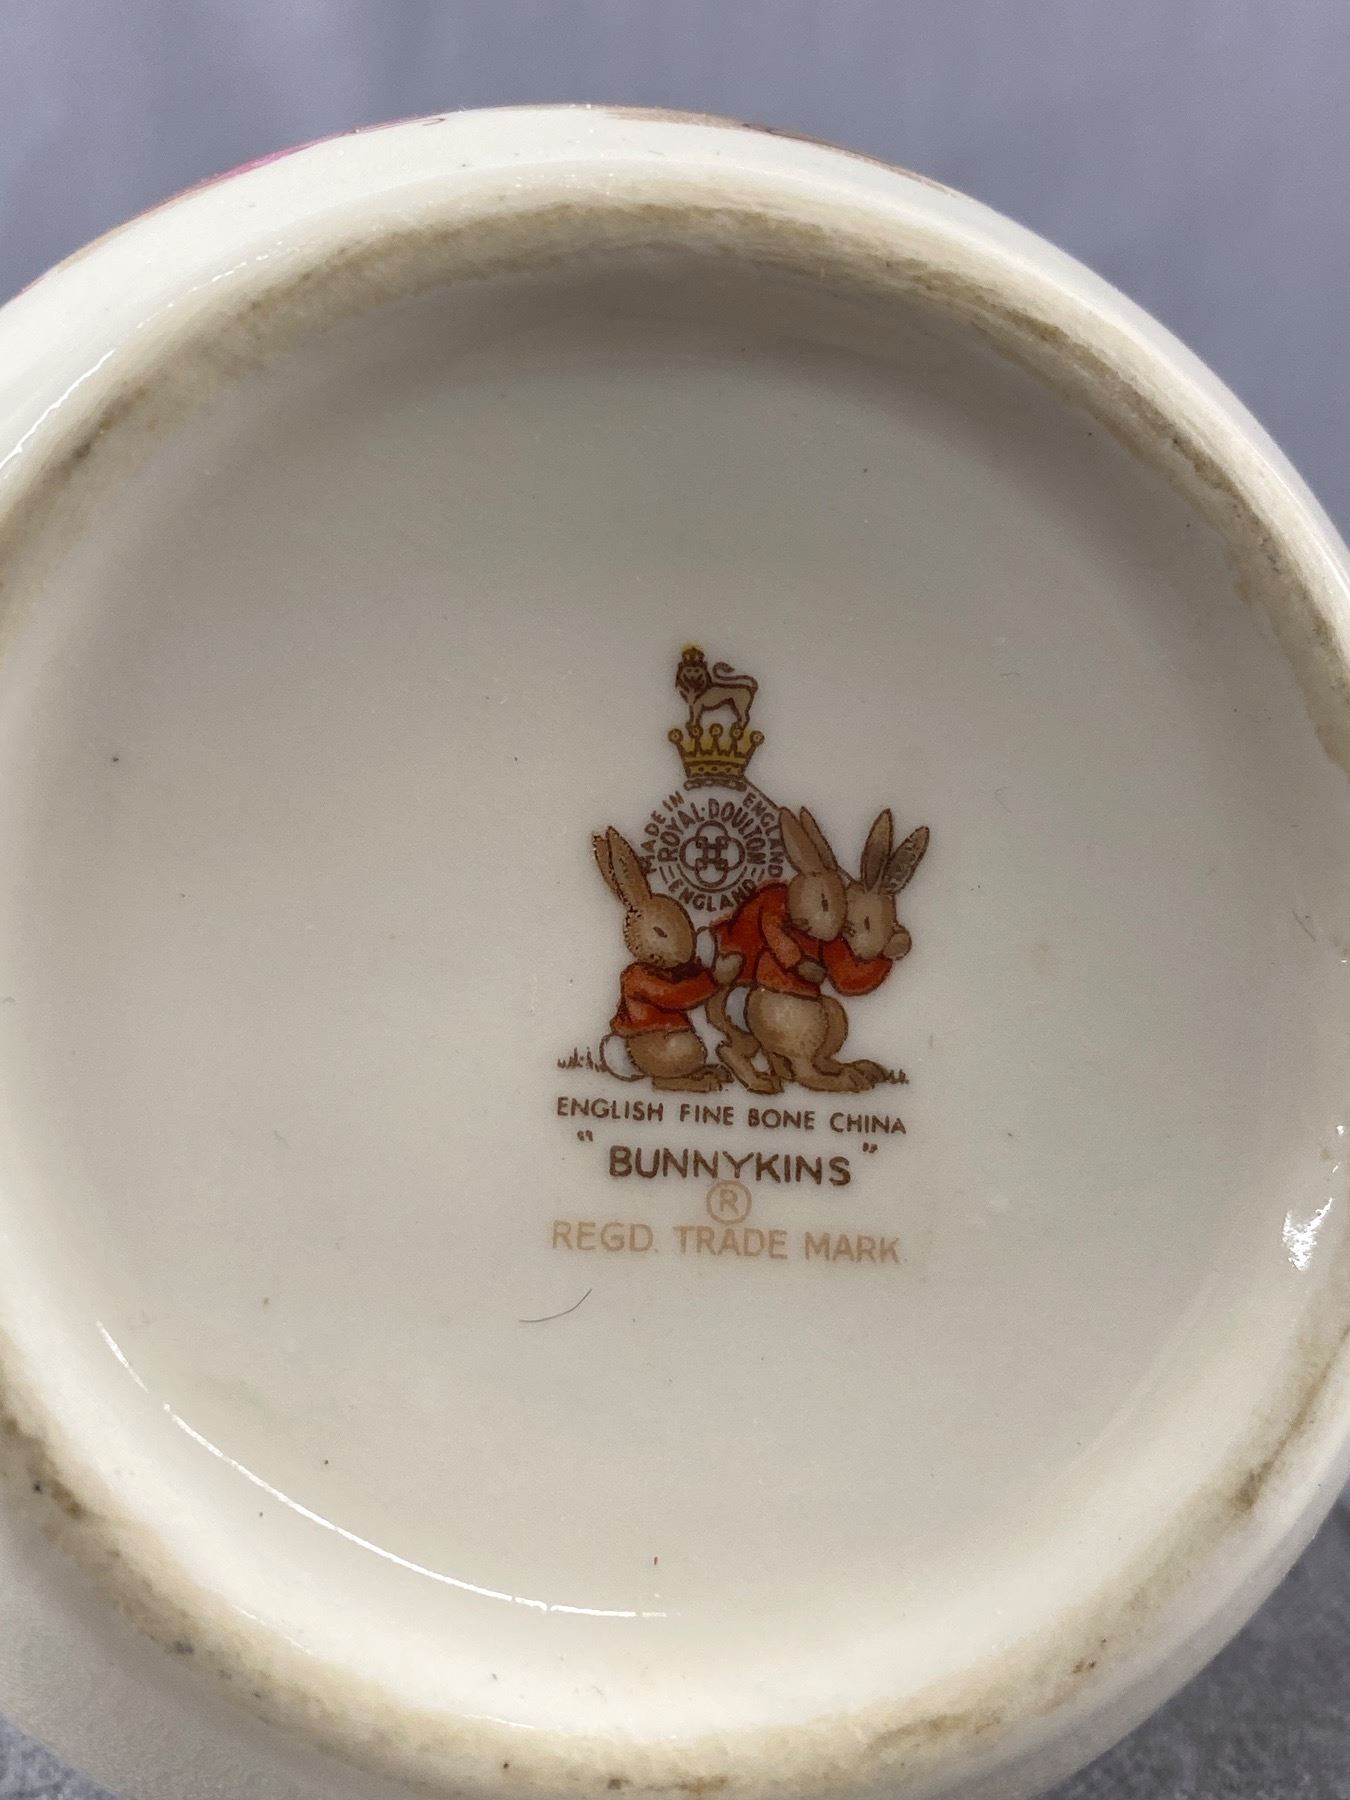 MADE IN ENGLAND
ROYAL·DOULTON
ENGLAND
ENGLISH FINE BONE CHINA
"BUNNYKINS"
®
REGD. TRADE MARK